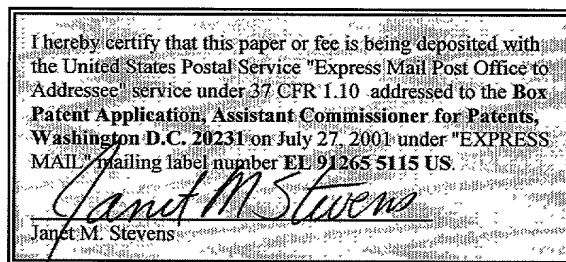 I hereby certify that this paper or fee is being deposited with
the United States Postal Service "Express Mail Post Office to
Addressee" service under 37 CFR 1.10 addressed to the Box
Patent Application, Assistant Commissioner for Patents,
Washington D.C. 20231 on July 27, 2001 under "EXPRESS
MAIL" mailing label number EL 91265 5115 US.
Janet M Stevens
Janet M. Stevens